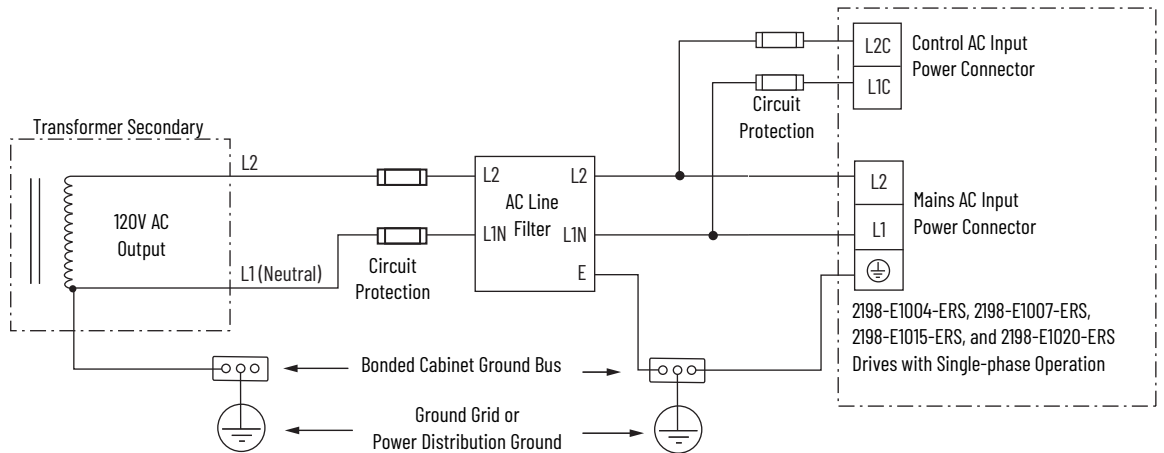 Transformer Secondary
120V AC
Output
L2
L1 (Neutral)
Circuit
Protection
L2
L1N
AC Line
Filter
L2
L1N
E
Circuit
Protection
L2C
L1C
Control AC Input
Power Connector
L2
L1
Mains AC Input
Power Connector
2198-E1004-ERS, 2198-E1007-ERS,
2198-E1015-ERS, and 2198-E1020-ERS
Drives with Single-phase Operation
Bonded Cabinet Ground Bus
Ground Grid or
Power Distribution Ground